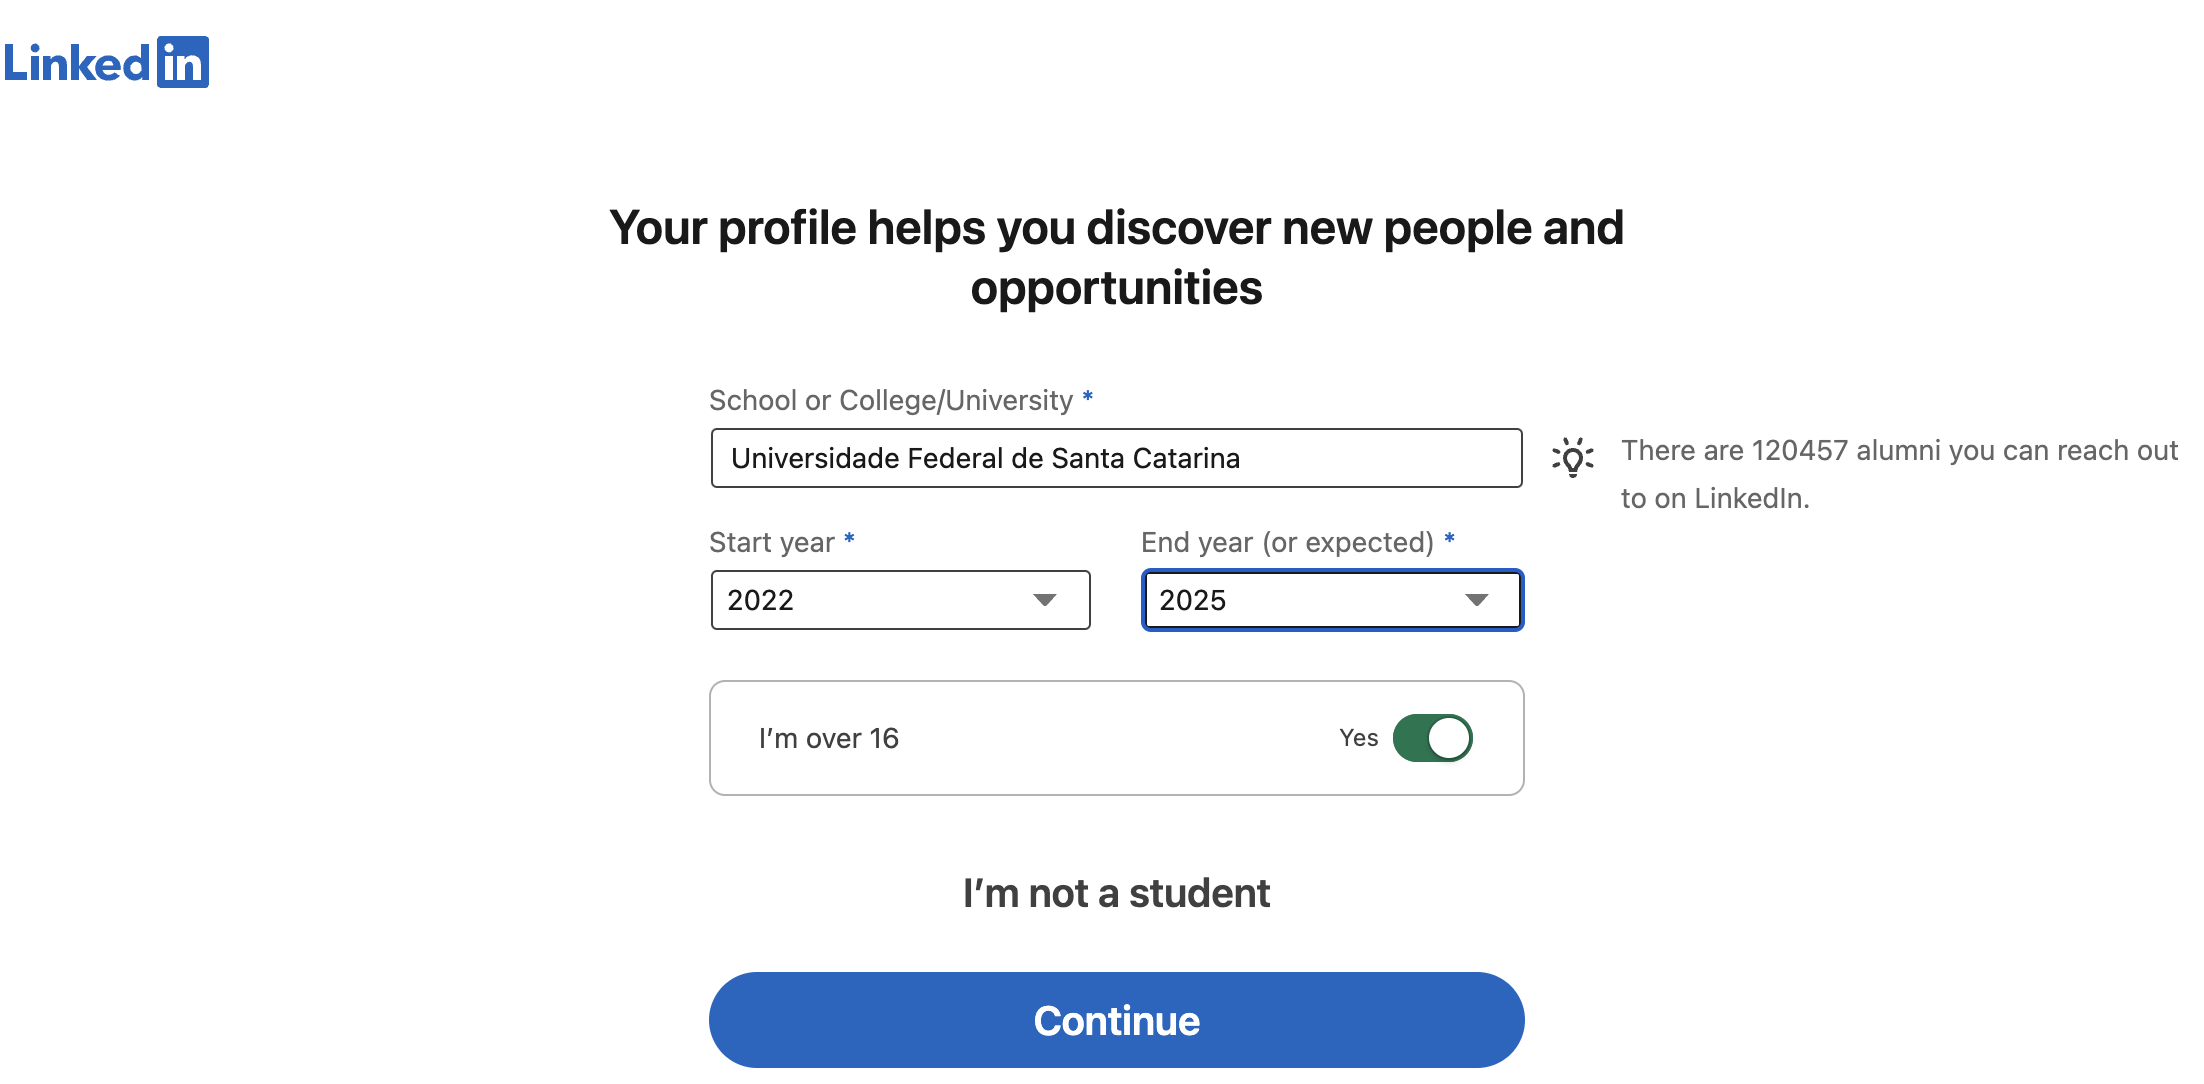 Linked in
Your profile helps you discover new people and
opportunities
School or College/University *
Universidade Federal de Santa Catarina
There are 120457 alumni you can reach out
to on LinkedIn.
Start year *
End year (or expected) *
2022
2025
I’m over 16
Yes
I’m not a student
Continue